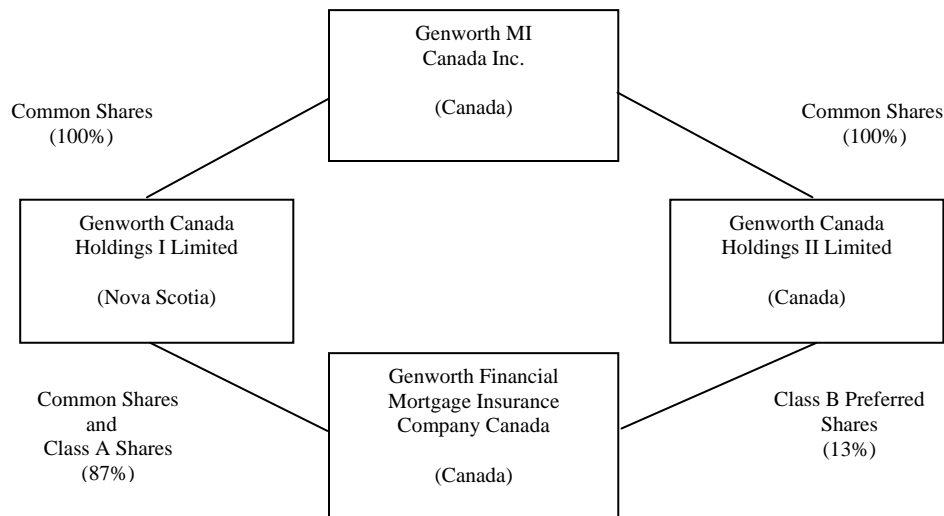 Genworth MI
Canada Inc.
(Canada)
Common Shares
(100%)
Common Shares
(100%)
Genworth Canada
Holdings I Limited
(Nova Scotia)
Genworth Canada
Holdings II Limited
(Canada)
Common Shares
and
Class A Shares
(87%)
Genworth Financial
Mortgage Insurance
Company Canada
(Canada)
Class B Preferred
Shares
(13%)